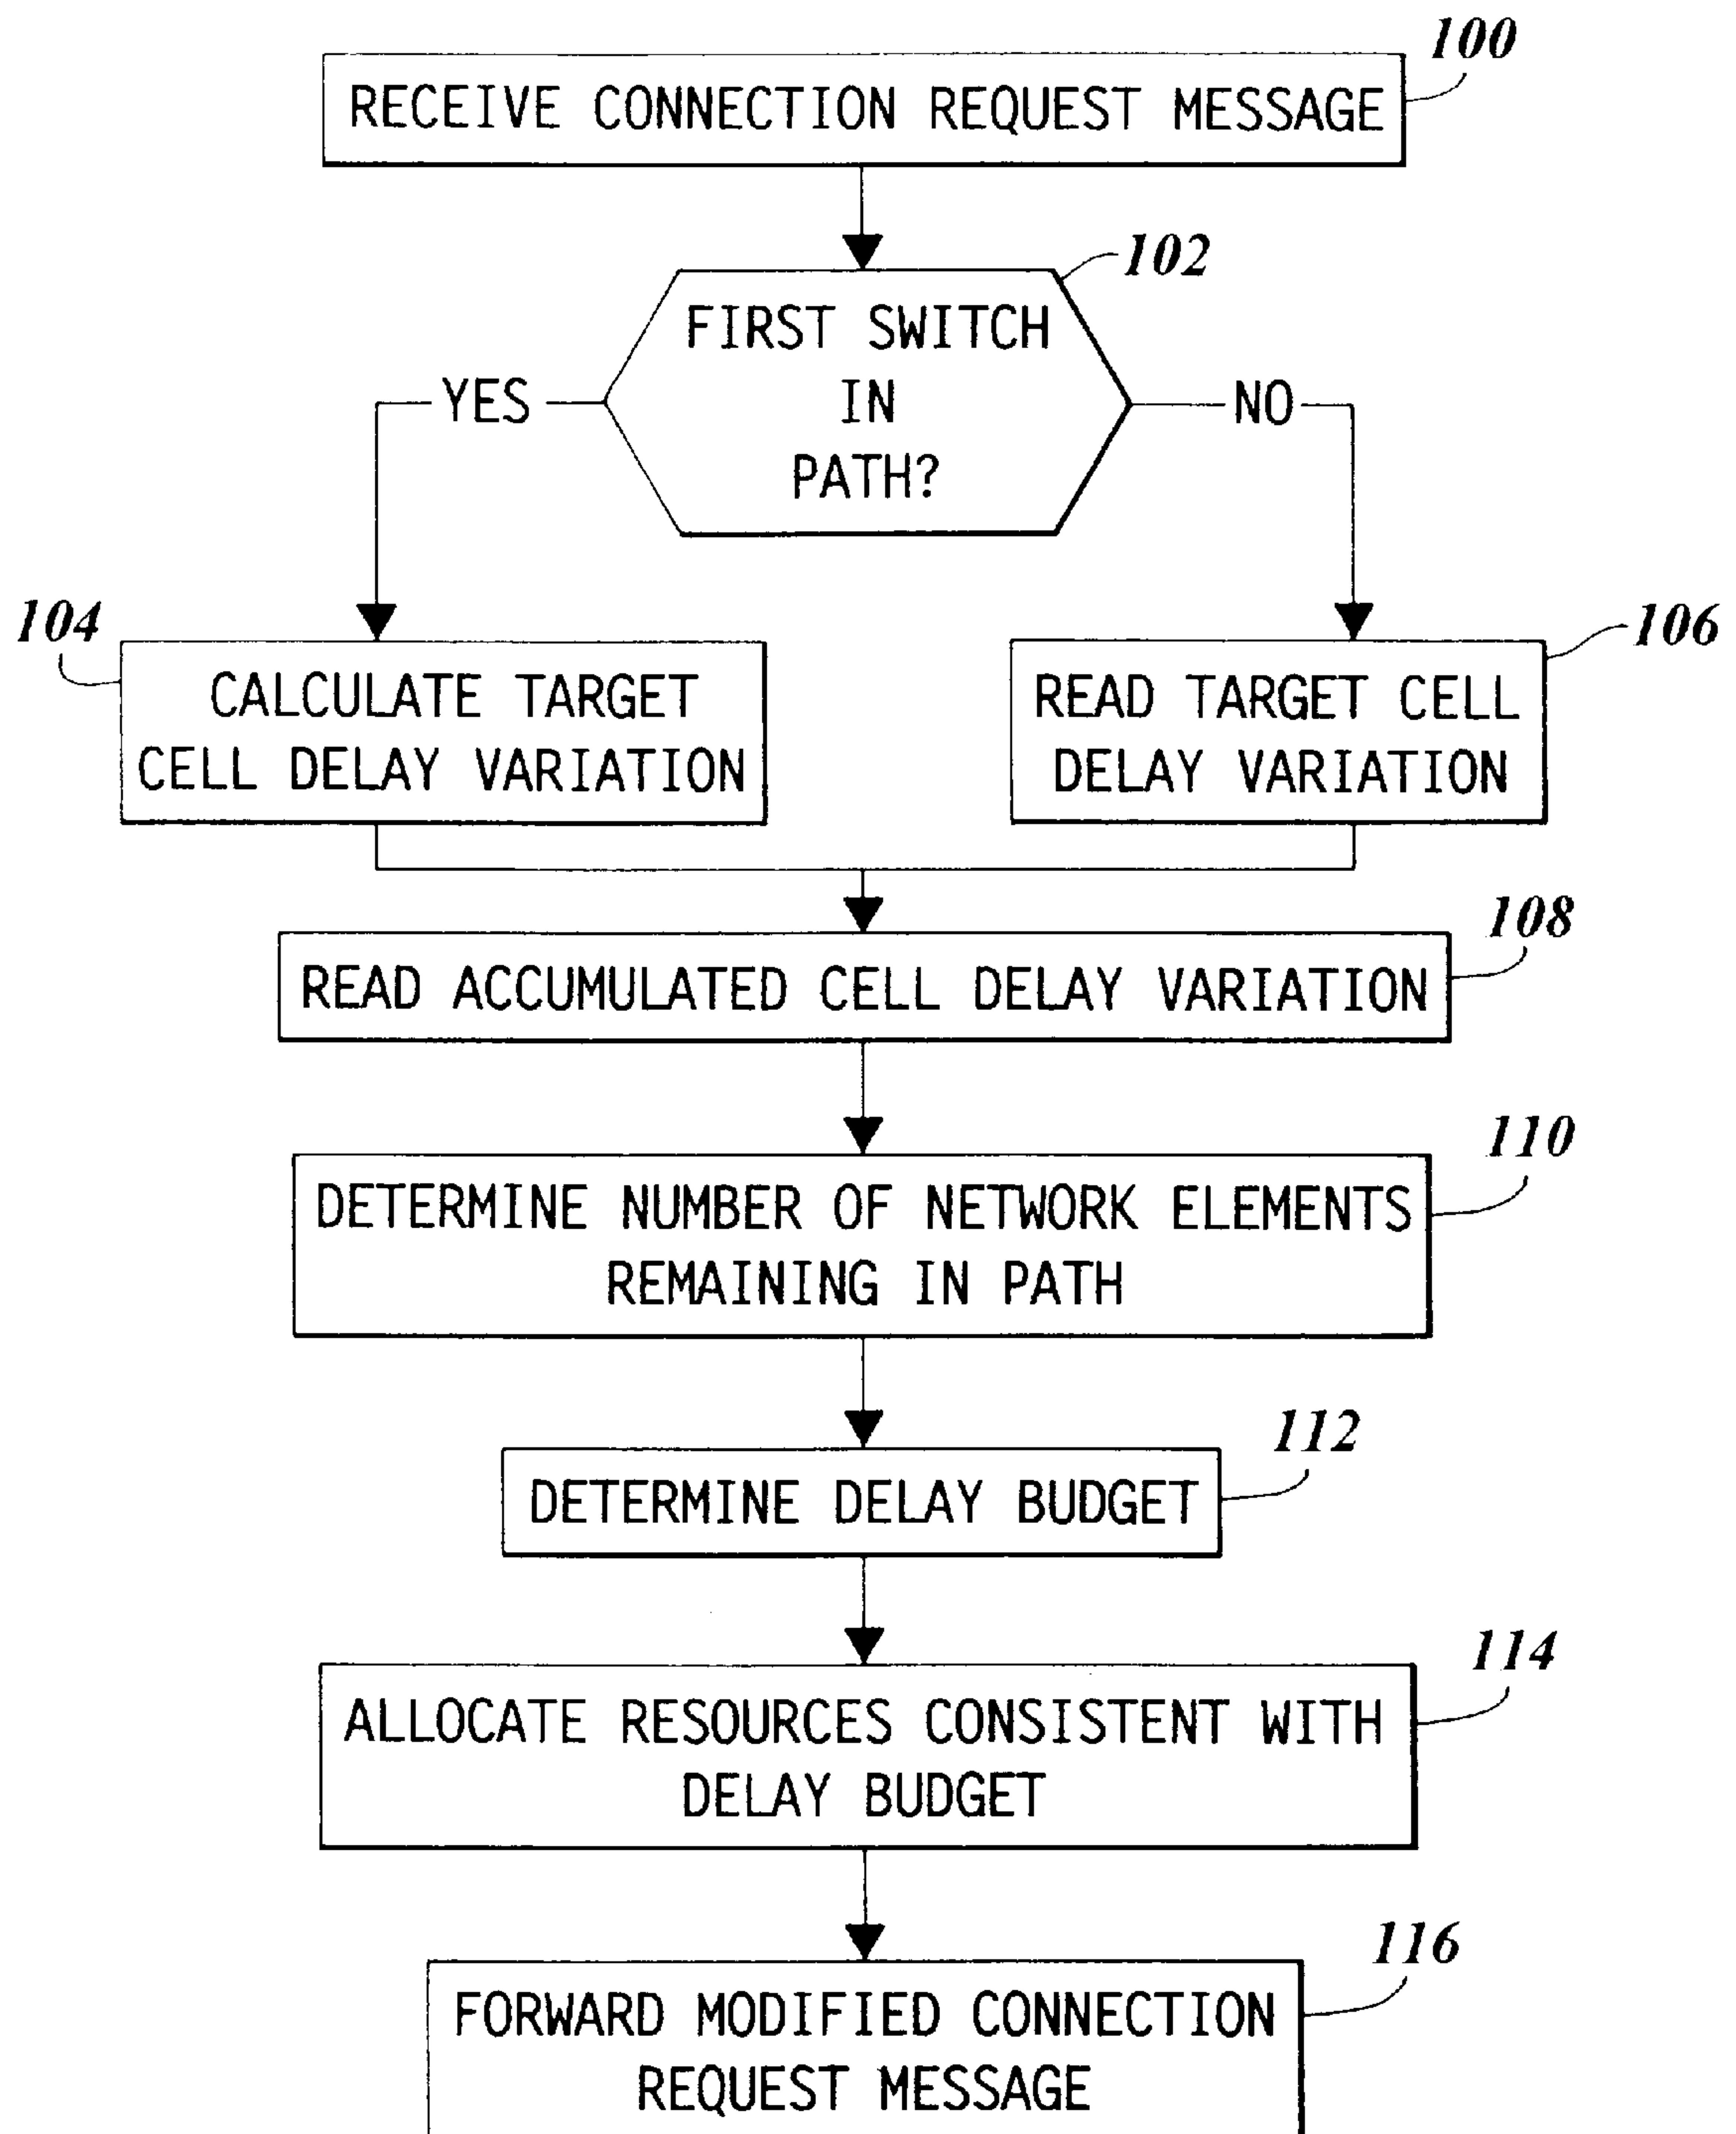 100
RECEIVE CONNECTION REQUEST MESSAGE
102
FIRST SWITCH
IN
PATH?
YES
NO
104
CALCULATE TARGET
CELL DELAY VARIATION
106
READ TARGET CELL
DELAY VARIATION
108
READ ACCUMULATED CELL DELAY VARIATION
110
DETERMINE NUMBER OF NETWORK ELEMENTS
REMAINING IN PATH
112
DETERMINE DELAY BUDGET
114
ALLOCATE RESOURCES CONSISTENT WITH
DELAY BUDGET
116
FORWARD MODIFIED CONNECTION
REQUEST MESSAGE